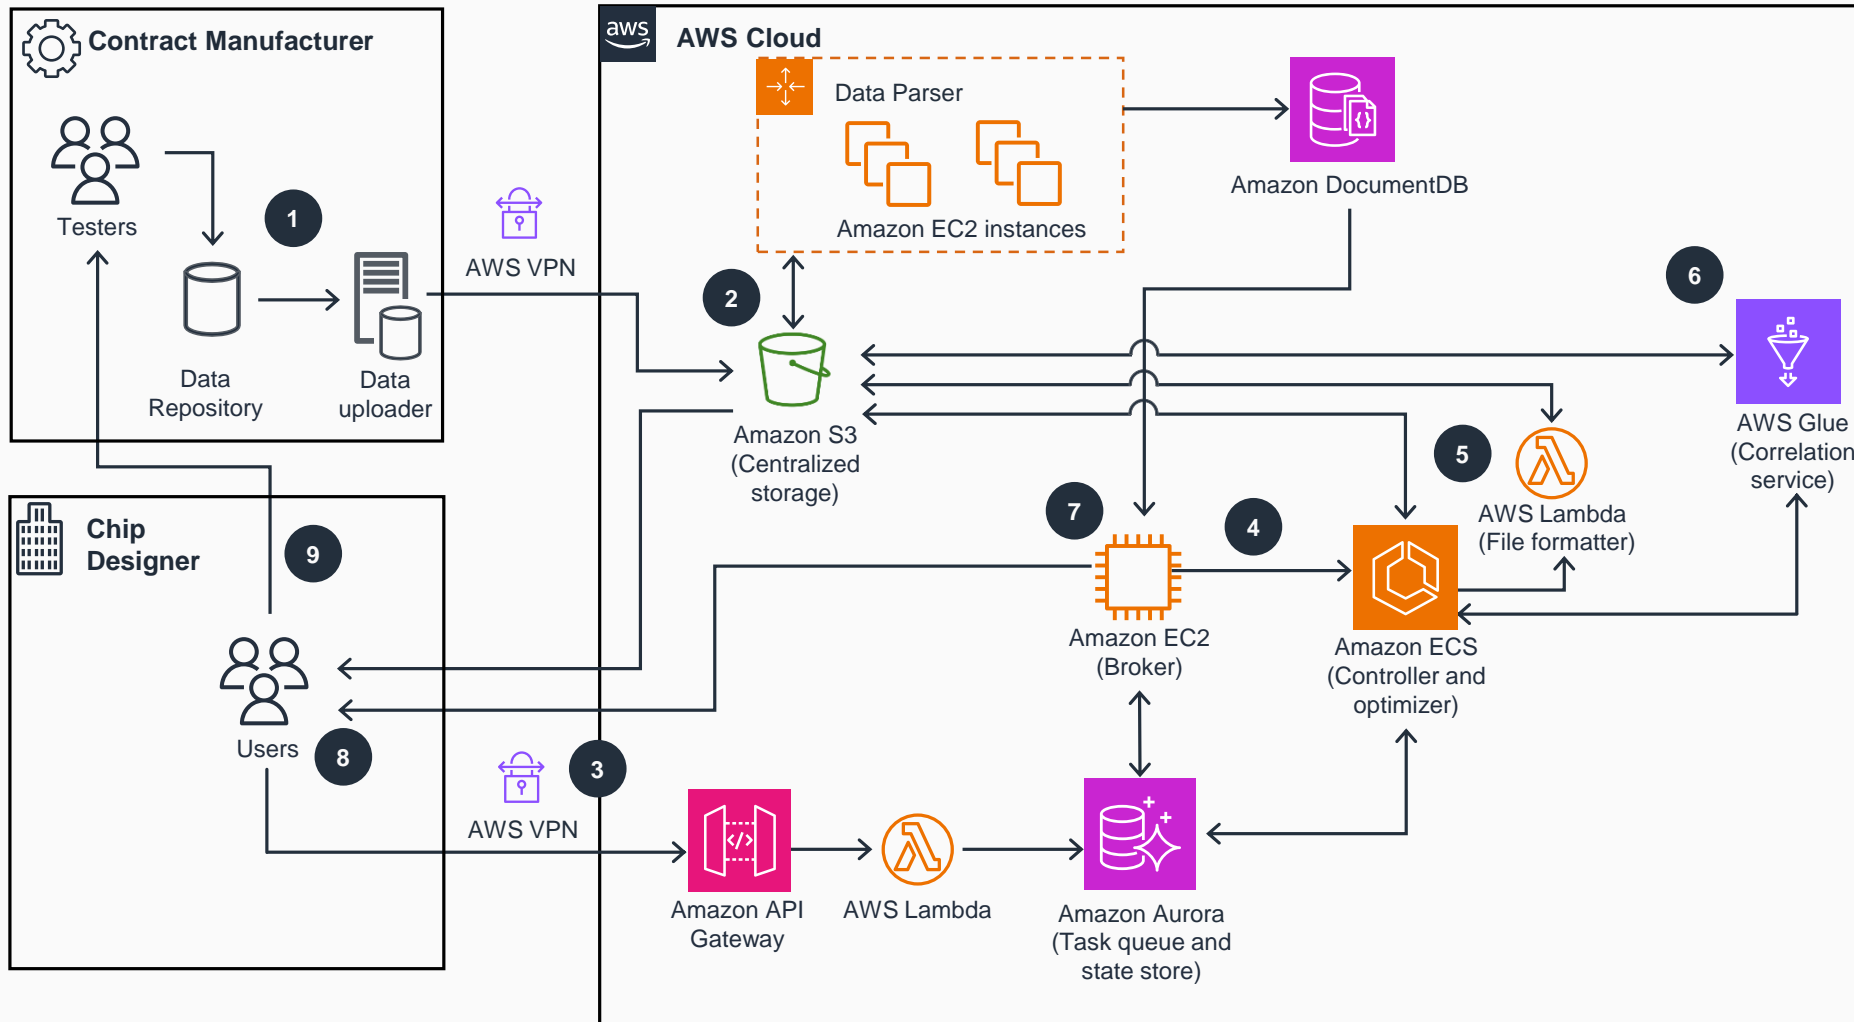 Contract Manufacturer
aws
AWS Cloud
Data Parser
Amazon EC2 instances
Amazon DocumentDB
Testers
1
AWS VPN
2
6
Data
Repository
Data
uploader
Amazon S3
(Centralized
storage)
AWS Glue
(Correlation
service)
5
AWS Lambda
(File formatter)
Chip
Designer
9
7
4
Amazon EC2
(Broker)
Amazon ECS
(Controller and
optimizer)
Users
8
3
AWS VPN
</>
Amazon API
Gateway
AWS Lambda
Amazon Aurora
(Task queue and
state store)
{}